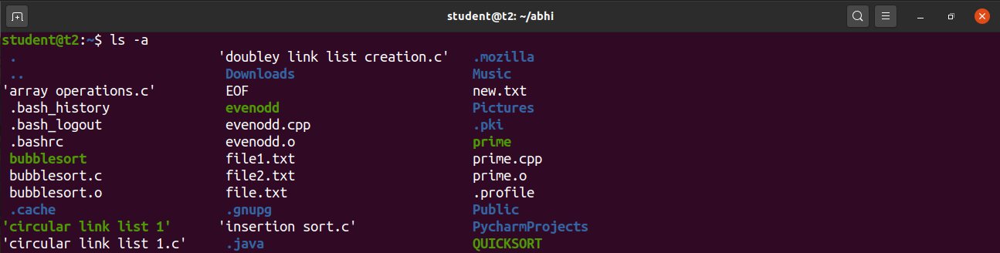 student@t2: ~/abhi
student@t2:~$ ls -a
. 'doubley link list creation.c' .mozilla
.. Downloads Music
'array operations.c' EOF new.txt
.bash_history evenodd Pictures
.bash_logout evenodd.cpp .pki
.bashrc evenodd.o prime
bubblesort file1.txt prime.cpp
bubblesort.c file2.txt prime.o
bubblesort.o file.txt .profile
.cache .gnupg Public
'circular link list 1' 'insertion sort.c' PycharmProjects
'circular link list 1.c' .java QUICKSORT